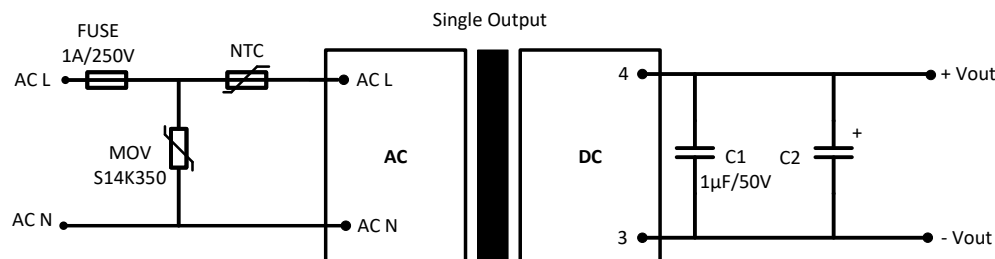 Single Output
FUSE
1A/250V
NTC
AC L
AC L
4
+ Vout
MOV
S14K350
AC
DC
C1
1µF/50V
C2
+
AC N
AC N
3
- Vout